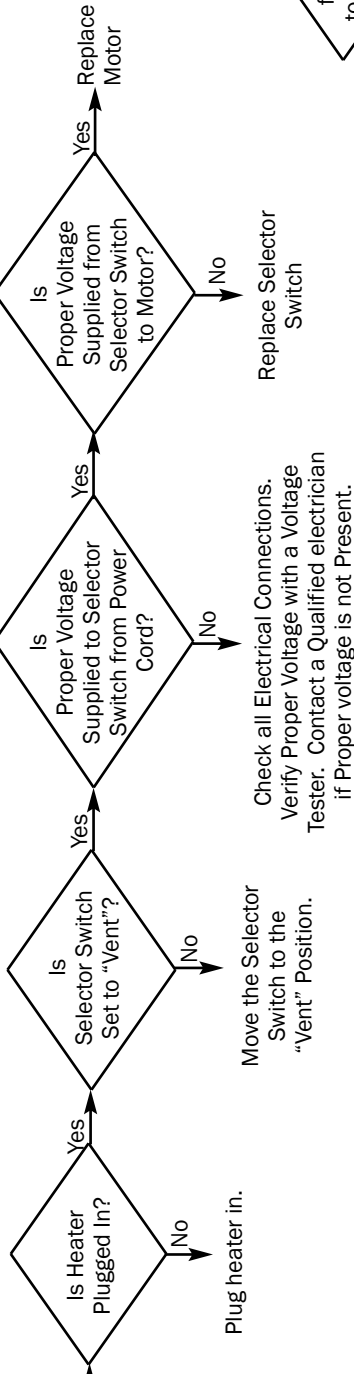 Is Heater
Plugged In?
Yes
No
Plug heater in.
Is
Selector Switch
Set to “Vent”?
Yes
No
Move the Selector
Switch to the
“Vent” Position.
Is
Proper Voltage
Supplied to Selector
Switch from Power
Cord?
Yes
No
Check all Electrical Connections.
Verify Proper Voltage with a Voltage
Tester. Contact a Qualified electrician
if Proper voltage is not Present.
Is
Proper Voltage
Supplied from
Selector Switch
to Motor?
Yes
No
Replace Selector
Switch
Replace
Motor
to